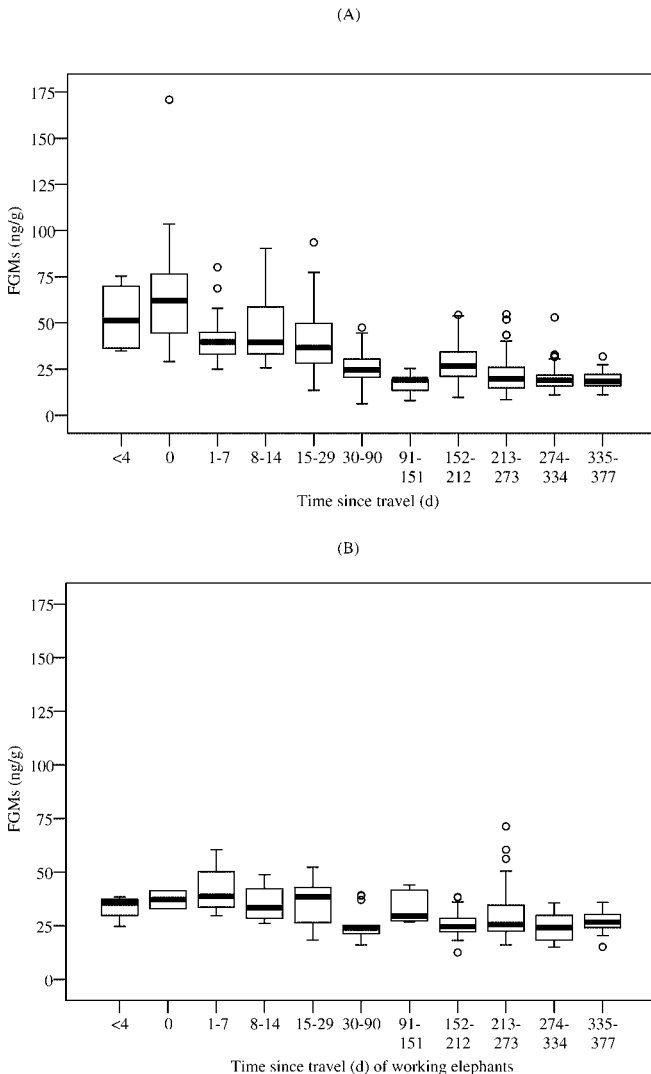 (A)
175
150
125
100
75
50
25
0
FGMs (ng/g)
<4 0 1-7 8-14 15-29 30-90 91- 152- 213- 274- 335-
151 212 273 334 377
Time since travel (d)
(B)
175
150
125
100
75
50
25
0
FGMs (ng/g)
<4 0 1-7 8-14 15-29 30-90 91- 152- 213- 274- 335-
151 212 273 334 377
Time since travel (d) of working elephants